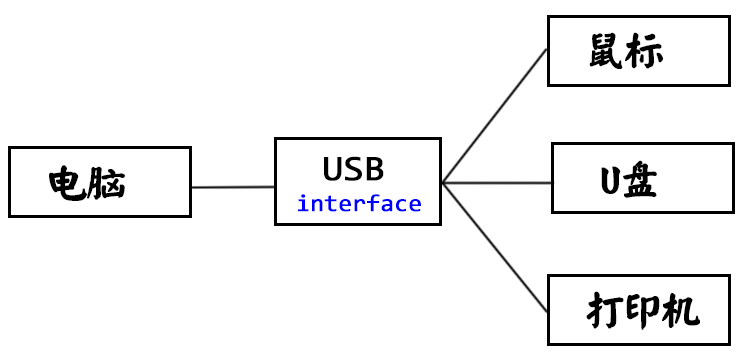 电脑
USB
interface
鼠标
U盘
打印机